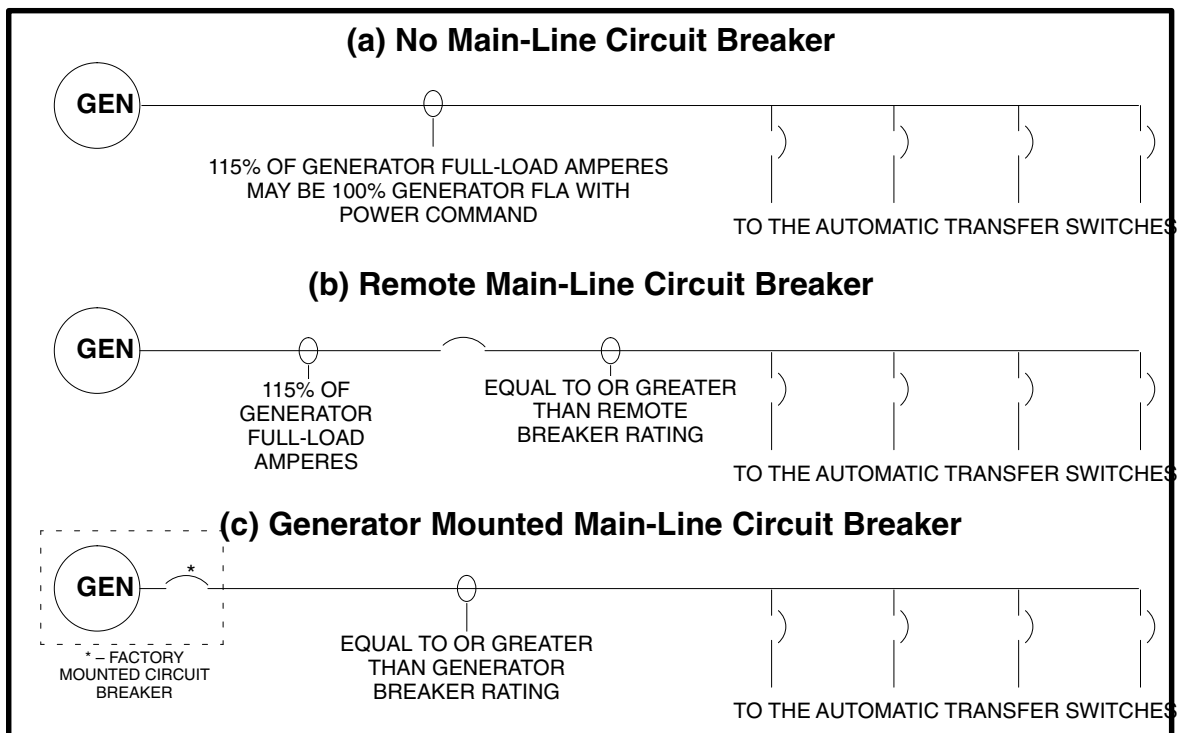 (a) No Main-Line Circuit Breaker
GEN
115% OF GENERATOR FULL-LOAD AMPERES
MAY BE 100% GENERATOR FLA WITH
POWER COMMAND
TO THE AUTOMATIC TRANSFER SWITCHES
(b) Remote Main-Line Circuit Breaker
GEN
115% OF
GENERATOR
FULL-LOAD
AMPERES
EQUAL TO OR GREATER
THAN REMOTE
BREAKER RATING
TO THE AUTOMATIC TRANSFER SWITCHES
(c) Generator Mounted Main-Line Circuit Breaker
GEN
*
* – FACTORY
MOUNTED CIRCUIT
BREAKER
EQUAL TO OR GREATER
THAN GENERATOR
BREAKER RATING
TO THE AUTOMATIC TRANSFER SWITCHES